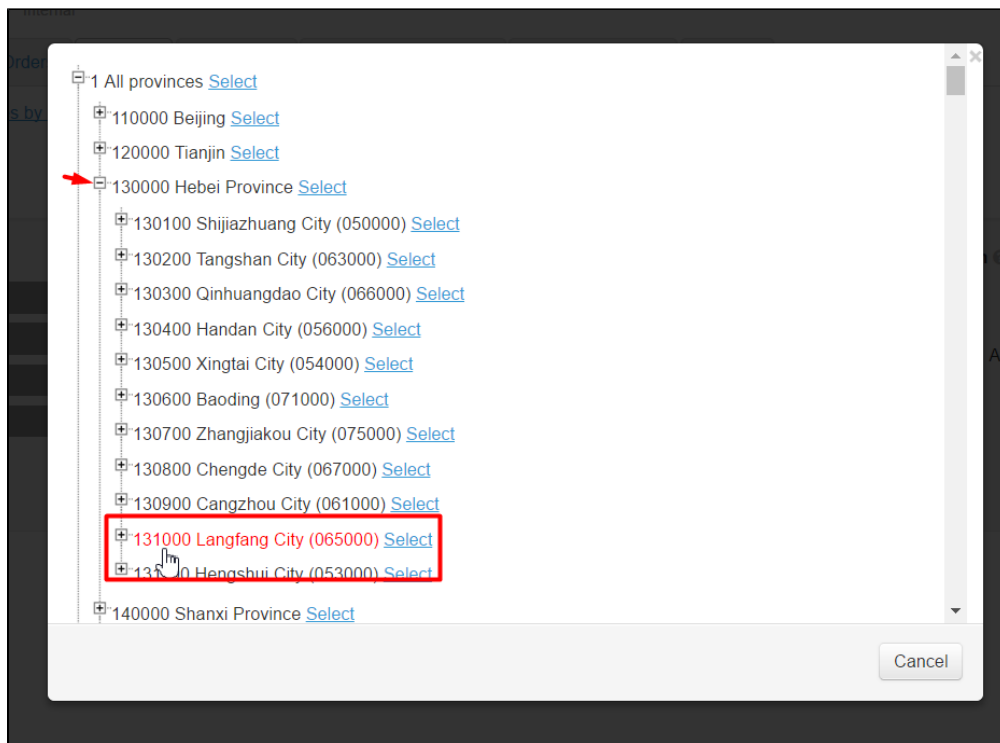 Order
s by
1 All provinces Select
110000 Beijing Select
120000 Tianjin Select
130000 Hebei Province Select
130100 Shijiazhuang City (050000) Select
130200 Tangshan City (063000) Select
130300 Qinhuangdao City (066000) Select
130400 Handan City (056000) Select
130500 Xingtai City (054000) Select
130600 Baoding (071000) Select
130700 Zhangjiakou City (075000) Select
130800 Chengde City (067000) Select
130900 Cangzhou City (061000) Select
131000 Langfang City (065000) Select
Hengshui City (053000) Select
140000 Shanxi Province Select
Cancel